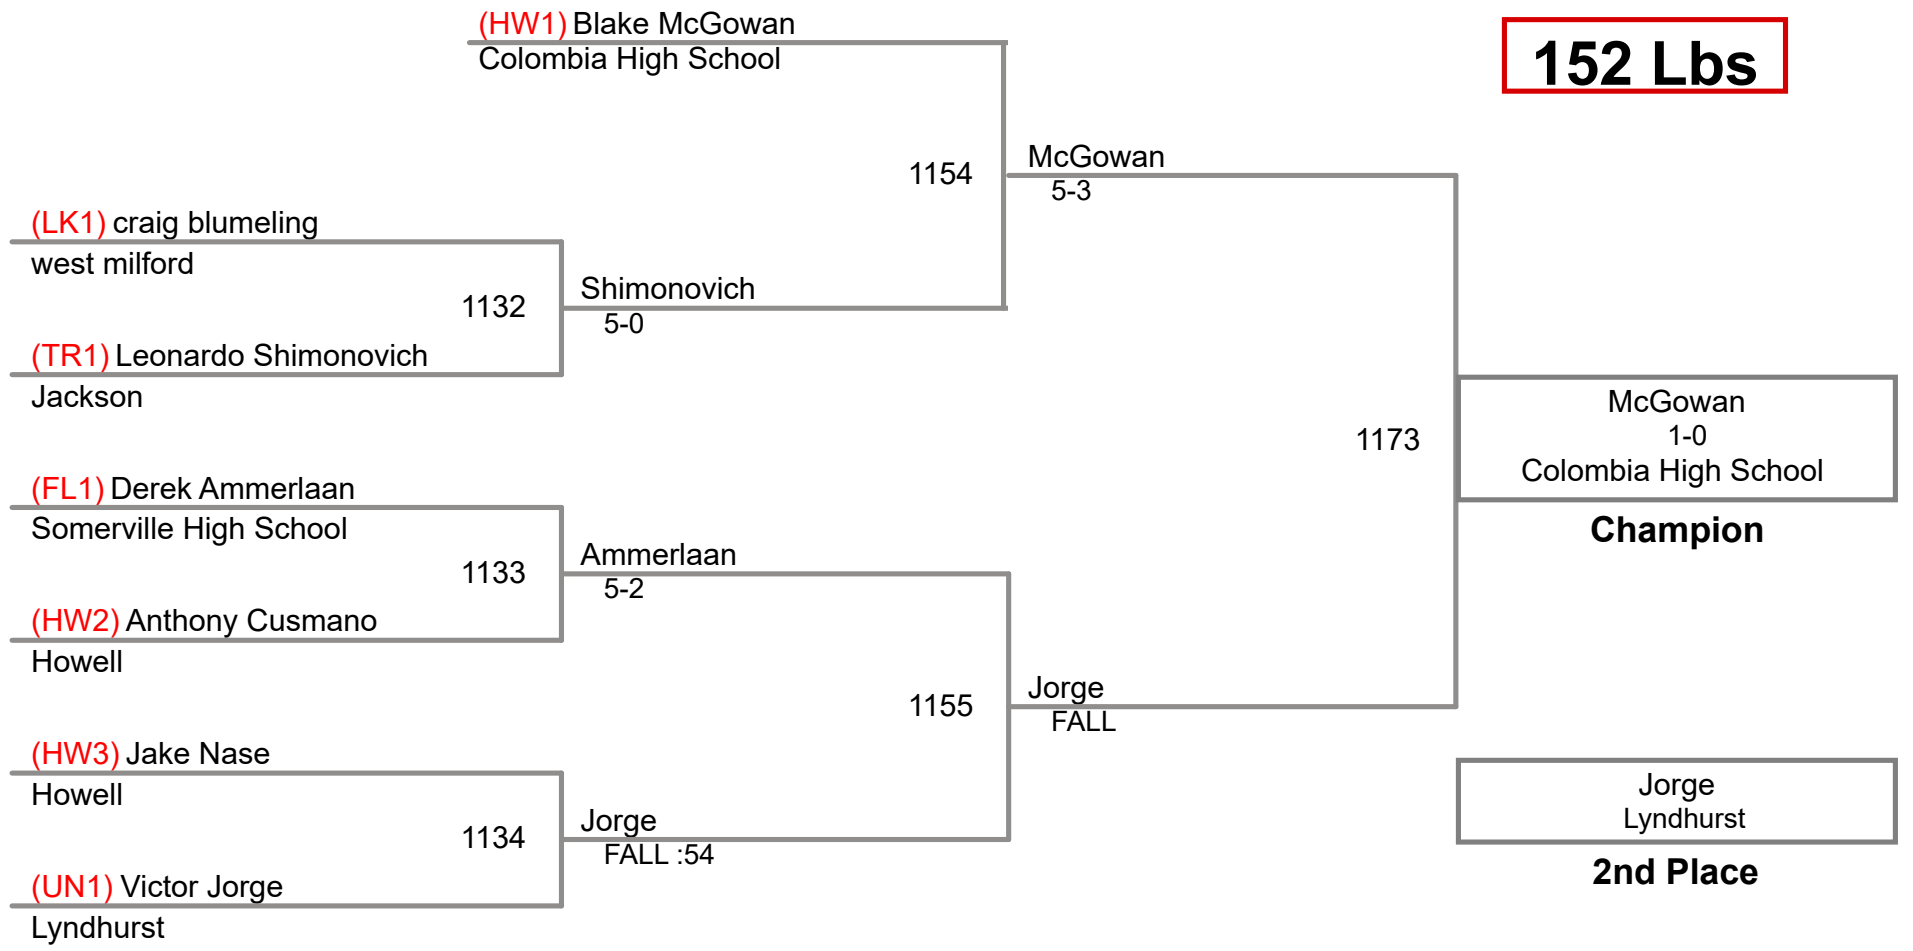 (HW1) Blake McGowan
Colombia High School
152 Lbs
1154
McGowan
5-3
(LK1) craig blumeling
west milford
1132
Shimonovich
5-0
(TR1) Leonardo Shimonovich
Jackson
McGowan
1-0
Colombia High School
Champion
1173
(FL1) Derek Ammerlaan
Somerville High School
1133
Ammerlaan
5-2
(HW2) Anthony Cusmano
Howell
1155
Jorge
FALL
(HW3) Jake Nase
Howell
1134
Jorge
FALL :54
(UN1) Victor Jorge
Lyndhurst
Jorge
Lyndhurst
2nd Place